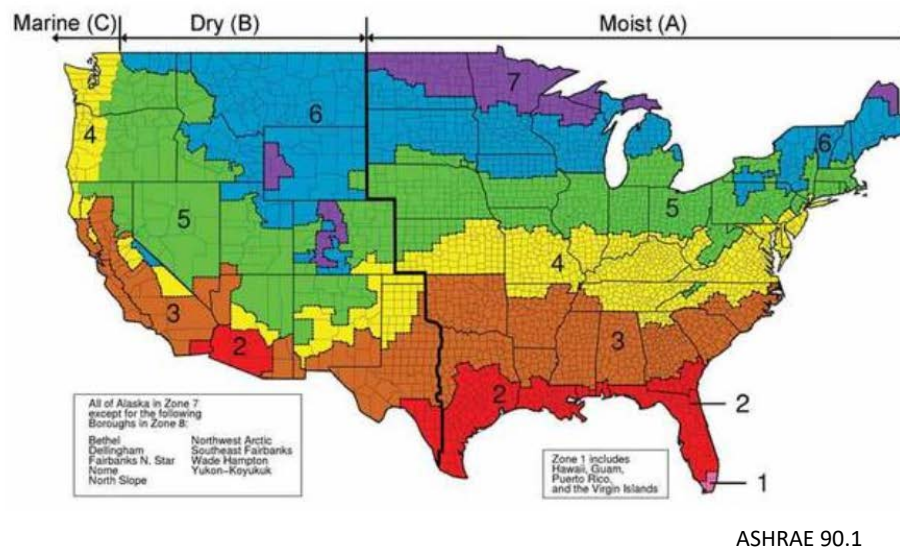 Marine (C) Dry (B) Moist (A)
7
6
4
6
5
5
4
3
3
2
2
2
1
All of Alaska in Zone 7
except for the following
Boroughs in Zone 8:
Bethel Northwest Arctic
Dellingham Southeast Fairbanks
Fairbanks N. Star Wade Hampton
Nome Yukon-Koyukuk
North Slope
Zone 1 includes
Hawaii, Guam,
Puerto Rico,
and the Virgin Islands
ASHRAE 90.1